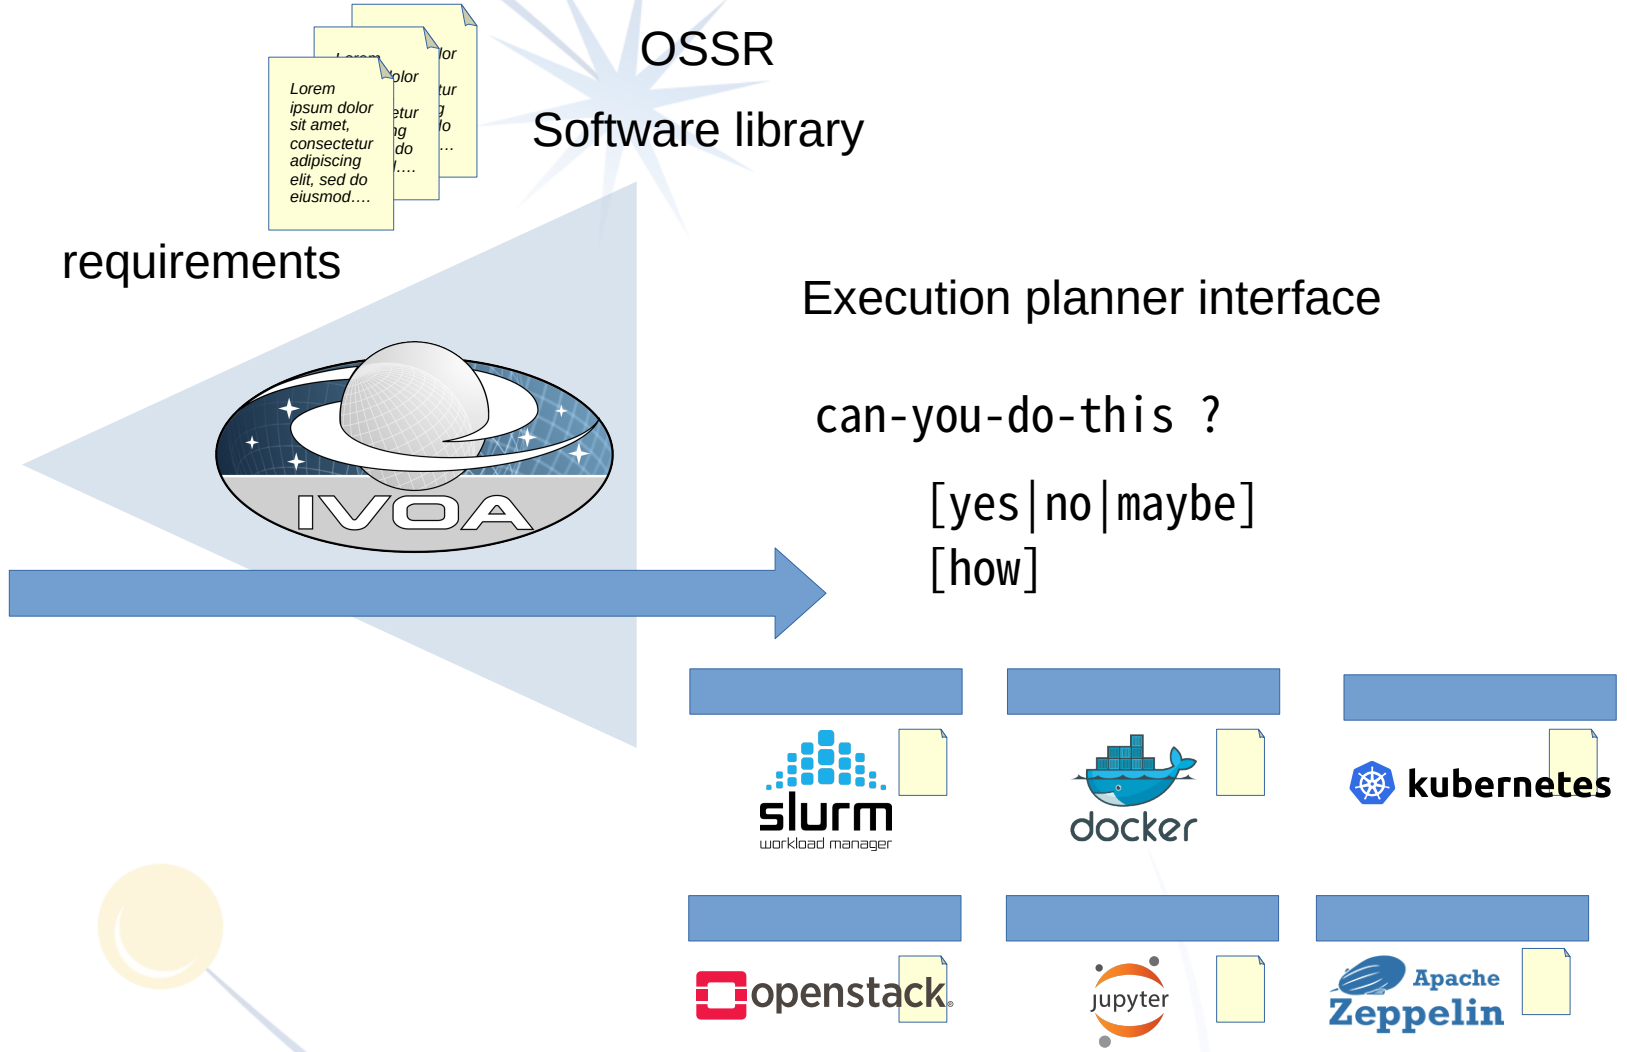 OSSR
Software library
Lorem
ipsum dolor
sit amet,
consectetur
adipiscing
elit, sed do
eiusmod….
requirements
Execution planner interface
can-you-do-this ?
[yes|no|maybe]
[how]
IVOA
slurm
workload manager
docker
kubernetes
openstack.
jupyter
Apache
Zeppelin